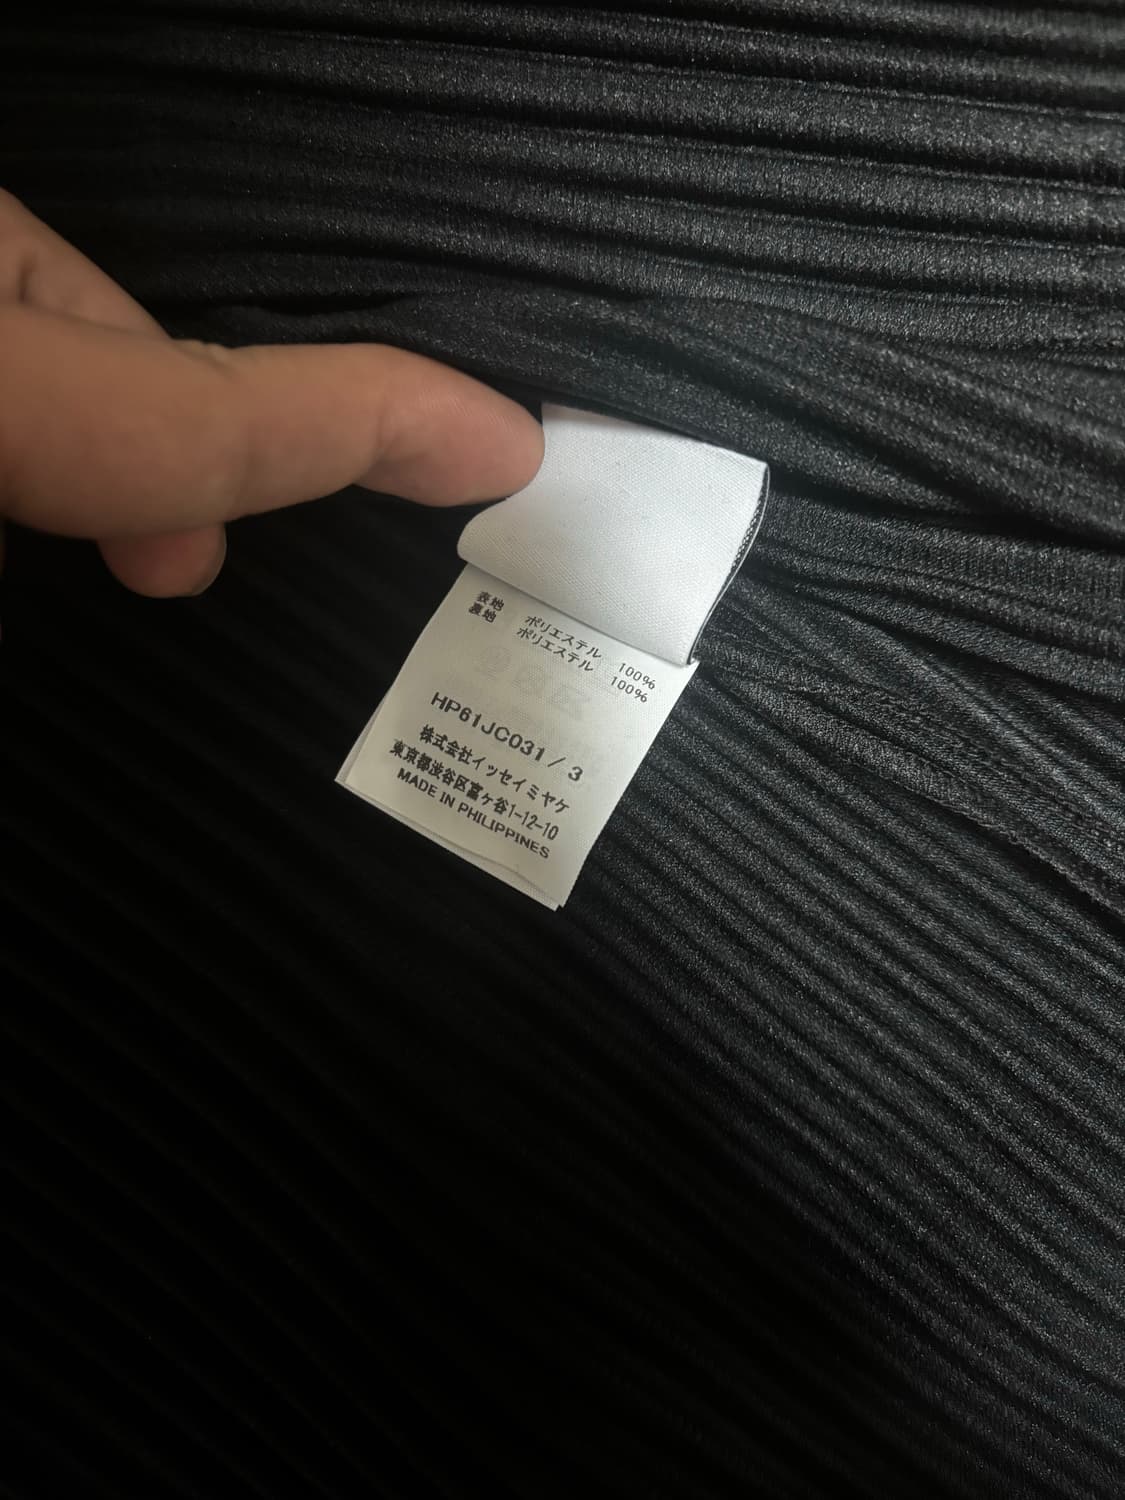 表地 ポリエステル 100%
裏地 ポリエステル 100%
HP61JC031 / 3
株式会社イッセイミヤケ
東京都渋谷区富ケ谷1-12-10
MADE IN PHILIPPINES